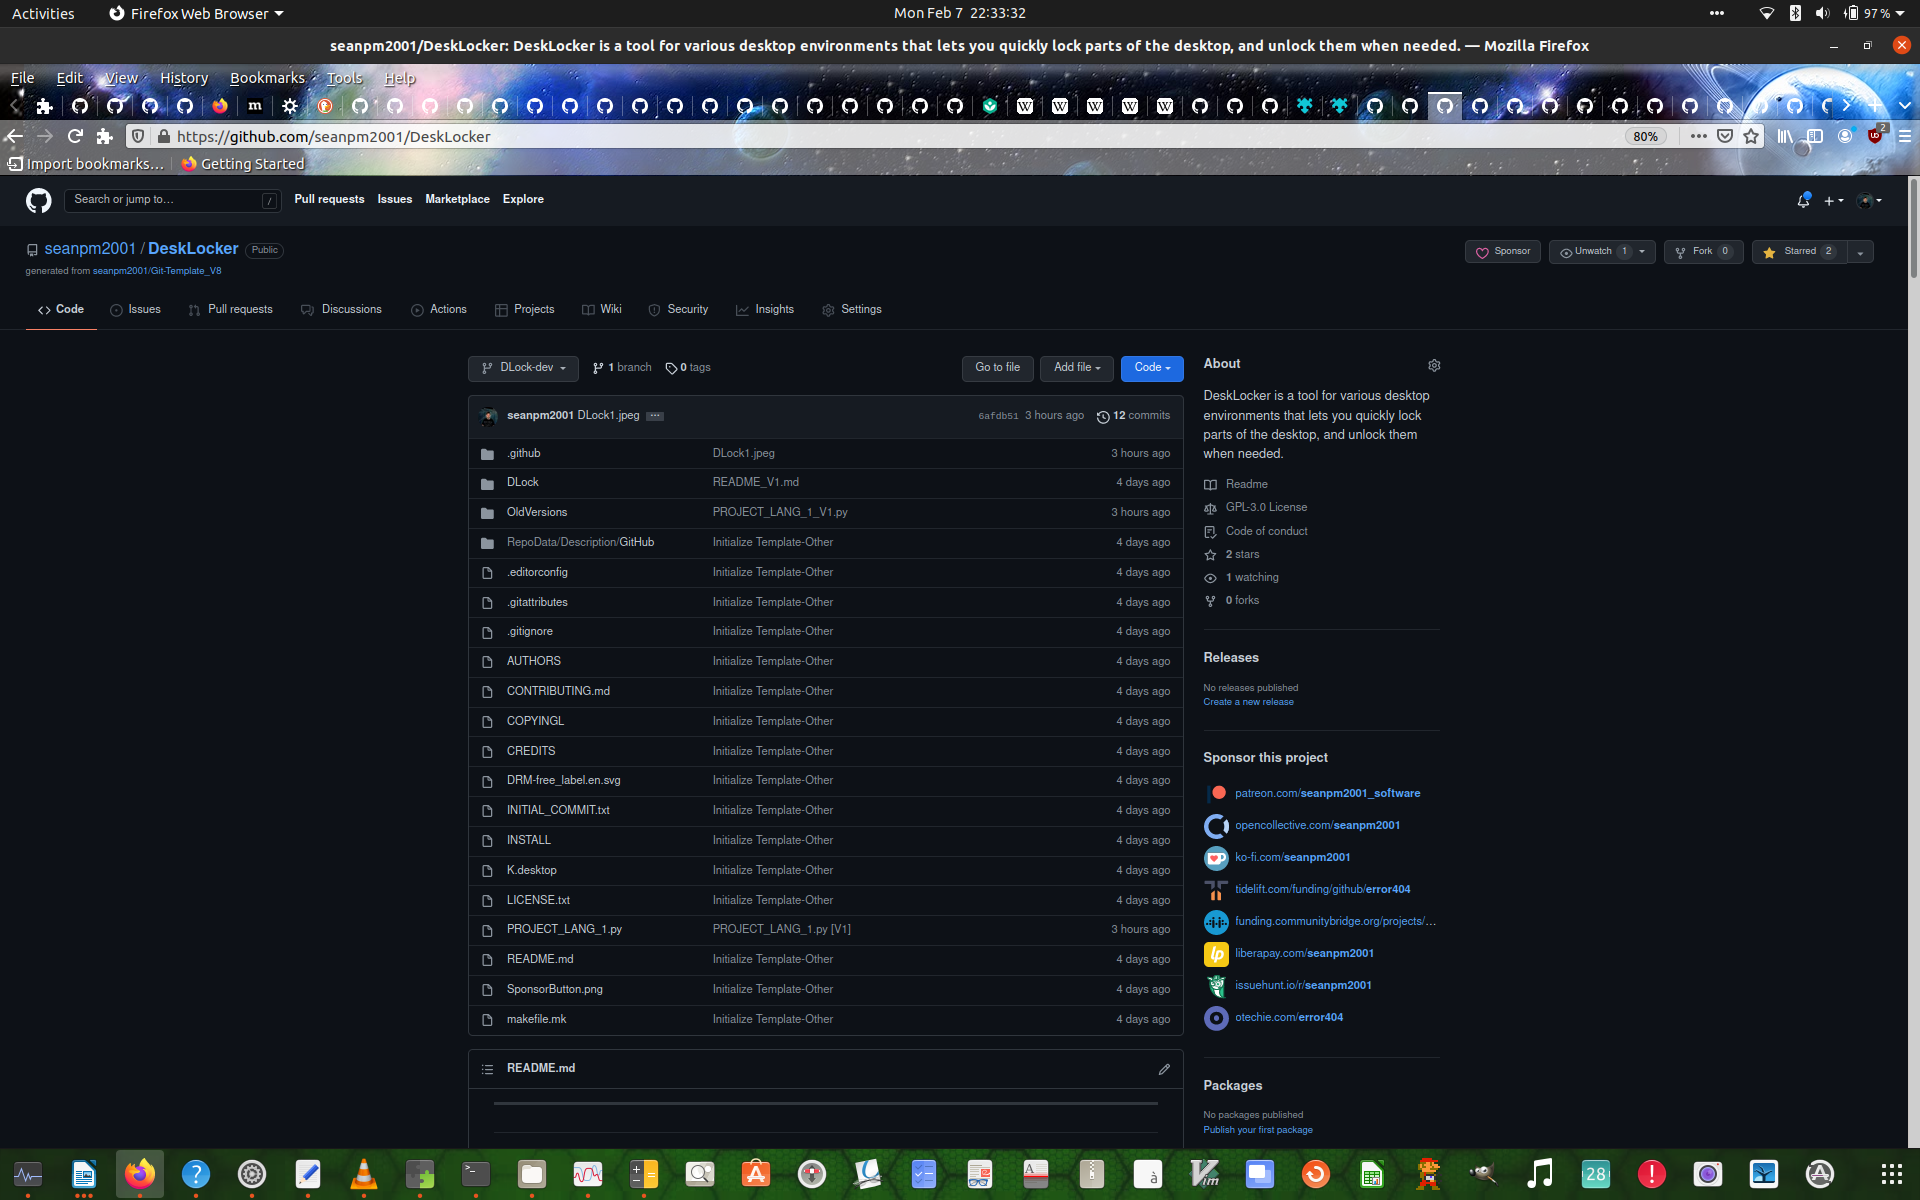 Activities
Firefox Web Browser
Mon Feb 7 22:33:32
97 %
seanpm2001/DeskLocker: DeskLocker is a tool for various desktop environments that lets you quickly lock parts of the desktop, and unlock them when needed. — Mozilla Firefox
File Edit View History Bookmarks Tools Help
https://github.com/seanpm2001/DeskLocker
80%
2
Import bookmarks…
Getting Started
Search or jump to…
/
Pull requests
Issues
Marketplace
Explore
seanpm2001 / DeskLocker
Public
generated from seanpm2001/Git-Template_V8
Sponsor
Unwatch 1
Fork 0
Starred 2
Code
Issues
Pull requests
Discussions
Actions
Projects
Wiki
Security
Insights
Settings
DLock-dev
1 branch
0 tags
Go to file
Add file
Code
seanpm2001 DLock1.jpeg
6afdb51 3 hours ago
12 commits
.github DLock1.jpeg 3 hours ago
DLock README_V1.md 4 days ago
OldVersions PROJECT_LANG_1_V1.py 3 hours ago
RepoData/Description/GitHub Initialize Template-Other 4 days ago
.editorconfig Initialize Template-Other 4 days ago
.gitattributes Initialize Template-Other 4 days ago
.gitignore Initialize Template-Other 4 days ago
AUTHORS Initialize Template-Other 4 days ago
CONTRIBUTING.md Initialize Template-Other 4 days ago
COPYINGL Initialize Template-Other 4 days ago
CREDITS Initialize Template-Other 4 days ago
DRM-free_label.en.svg Initialize Template-Other 4 days ago
INITIAL_COMMIT.txt Initialize Template-Other 4 days ago
INSTALL Initialize Template-Other 4 days ago
K.desktop Initialize Template-Other 4 days ago
LICENSE.txt Initialize Template-Other 4 days ago
PROJECT_LANG_1.py PROJECT_LANG_1.py [V1] 3 hours ago
README.md Initialize Template-Other 4 days ago
SponsorButton.png Initialize Template-Other 4 days ago
makefile.mk Initialize Template-Other 4 days ago
README.md
About
DeskLocker is a tool for various desktop
environments that lets you quickly lock
parts of the desktop, and unlock them
when needed.
Readme
GPL-3.0 License
Code of conduct
2 stars
1 watching
0 forks
Releases
No releases published
Create a new release
Sponsor this project
patreon.com/seanpm2001_software
opencollective.com/seanpm2001
ko-fi.com/seanpm2001
tidelift.com/funding/github/error404
funding.communitybridge.org/projects/…
liberapay.com/seanpm2001
issuehunt.io/r/seanpm2001
otechie.com/error404
Packages
No packages published
Publish your first package
28